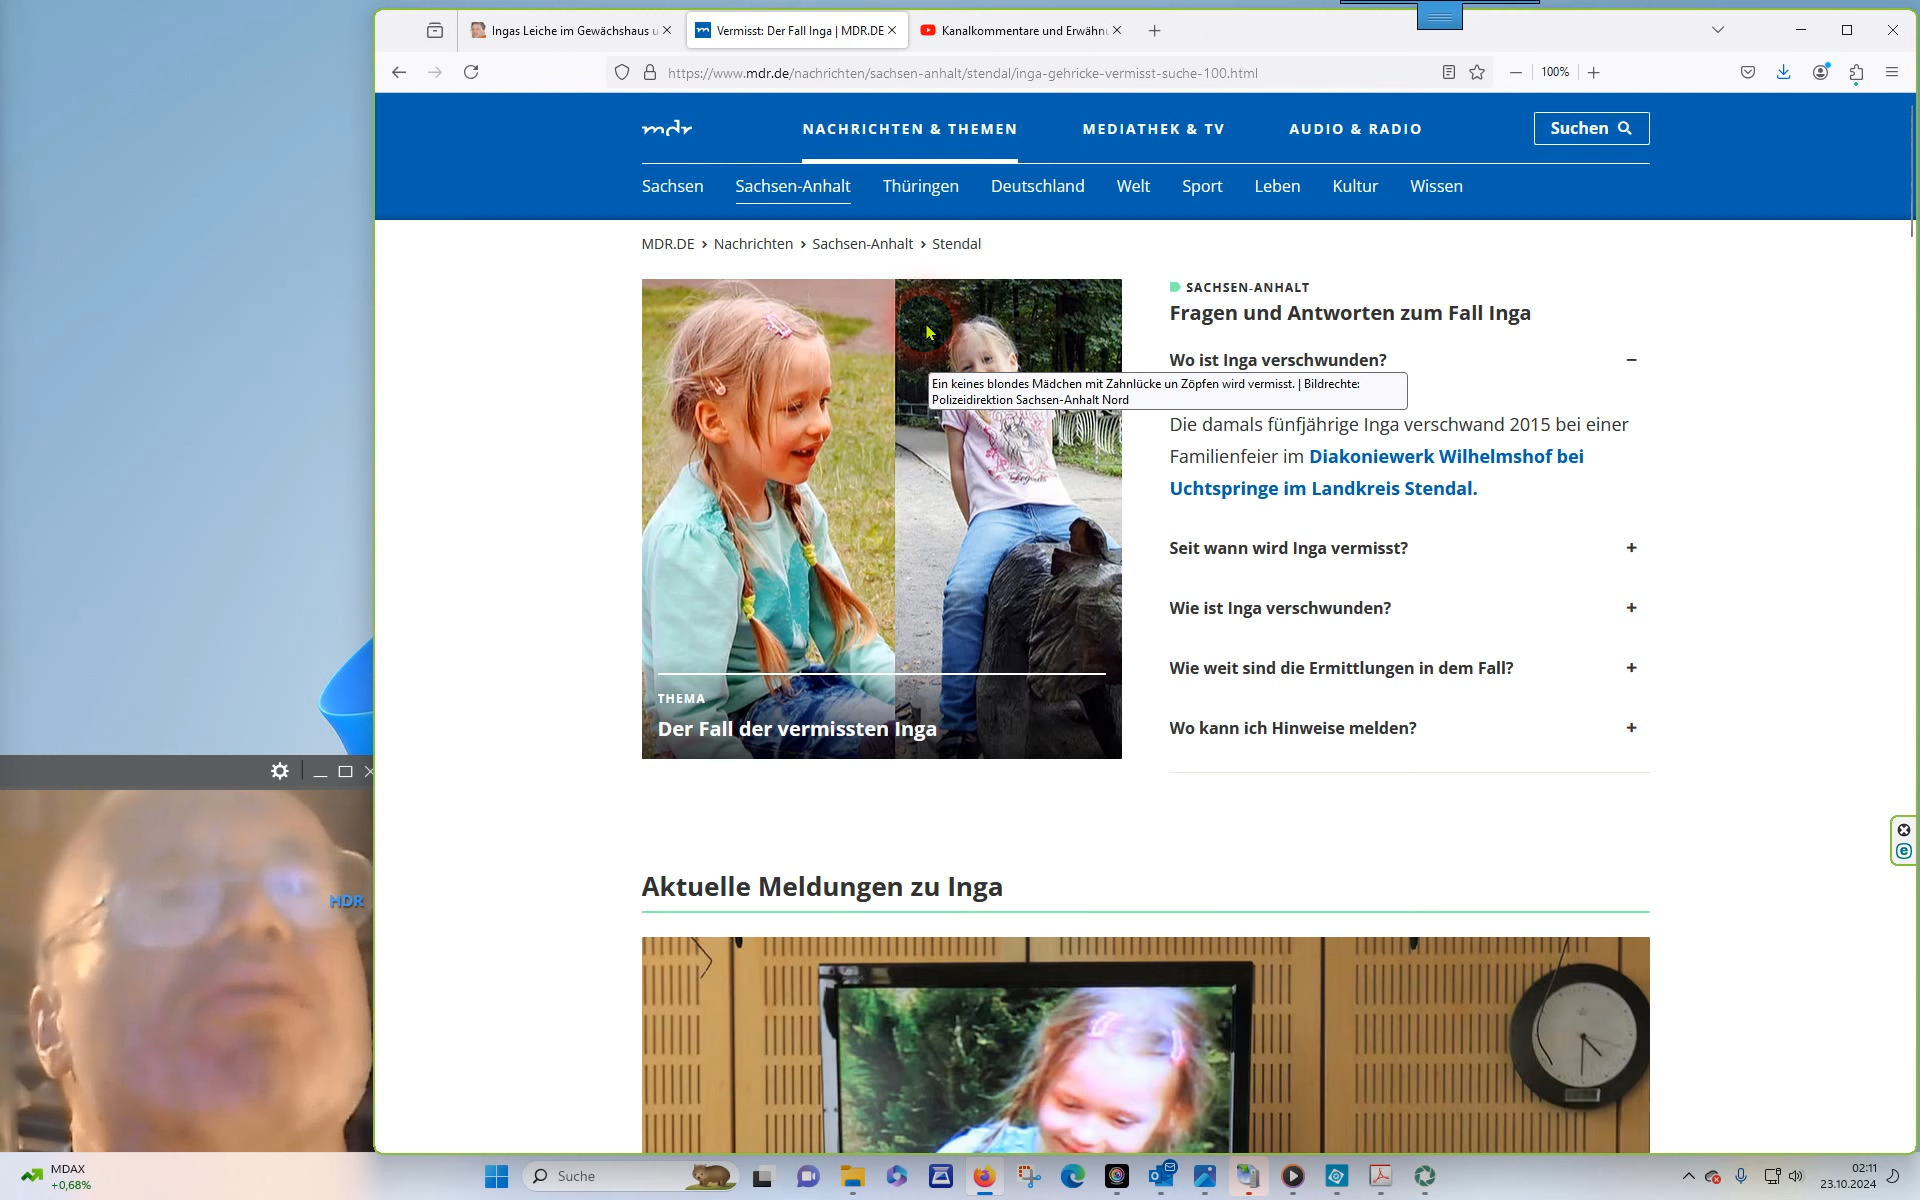 Ingas Leiche im Gewächshaus u
Vermisst: Der Fall Inga | MDR.DE
Kanalkommentare und Erwähnu
https://www.mdr.de/nachrichten/sachsen-anhalt/stendal/inga-gehricke-vermisst-suche-100.html
100%
mdr
NACHRICHTEN & THEMEN
MEDIATHEK & TV
AUDIO & RADIO
Suchen
Sachsen
Sachsen-Anhalt
Thüringen
Deutschland
Welt
Sport
Leben
Kultur
Wissen
MDR.DE > Nachrichten > Sachsen-Anhalt > Stendal
THEMA
Der Fall der vermissten Inga
SACHSEN-ANHALT
Fragen und Antworten zum Fall Inga
Wo ist Inga verschwunden?
Ein keines blondes Mädchen mit Zahnlücke un Zöpfen wird vermisst. | Bildrechte:
Polizeidirektion Sachsen-Anhalt Nord
Die damals fünfjährige Inga verschwand 2015 bei einer
Familienfeier im Diakoniewerk Wilhelmshof bei
Uchtspringe im Landkreis Stendal.
Seit wann wird Inga vermisst?
Wie ist Inga verschwunden?
Wie weit sind die Ermittlungen in dem Fall?
Wo kann ich Hinweise melden?
Aktuelle Meldungen zu Inga
HDR
MDAX
+0,68%
Suche
02:11
23.10.2024